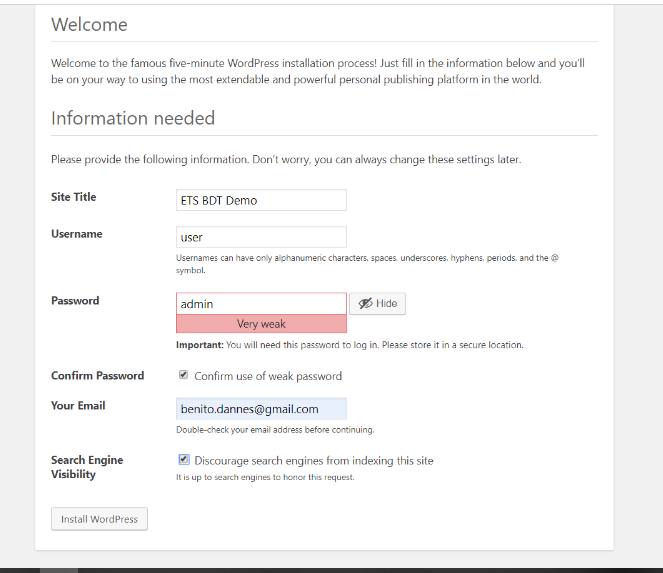 Welcome
Welcome to the famous five-minute WordPress installation process! Just fill in the information below and you'll
be on your way to using the most extendable and powerful personal publishing platform in the world.
Information needed
Please provide the following information. Don't worry, you can always change these settings later.
Site Title
ETS BDT Demo
Username
user
Usernames can have only alphanumeric characters, spaces, underscores, hyphens, periods, and the @
symbol.
Password
admin
Hide
Very weak
Important: You will need this password to log in. Please store it in a secure location.
Confirm Password
Confirm use of weak password
Your Email
benito.dannes@gmail.com
Double-check your email address before continuing.
Search Engine
Visibility
Discourage search engines from indexing this site
It is up to search engines to honor this request.
Install WordPress